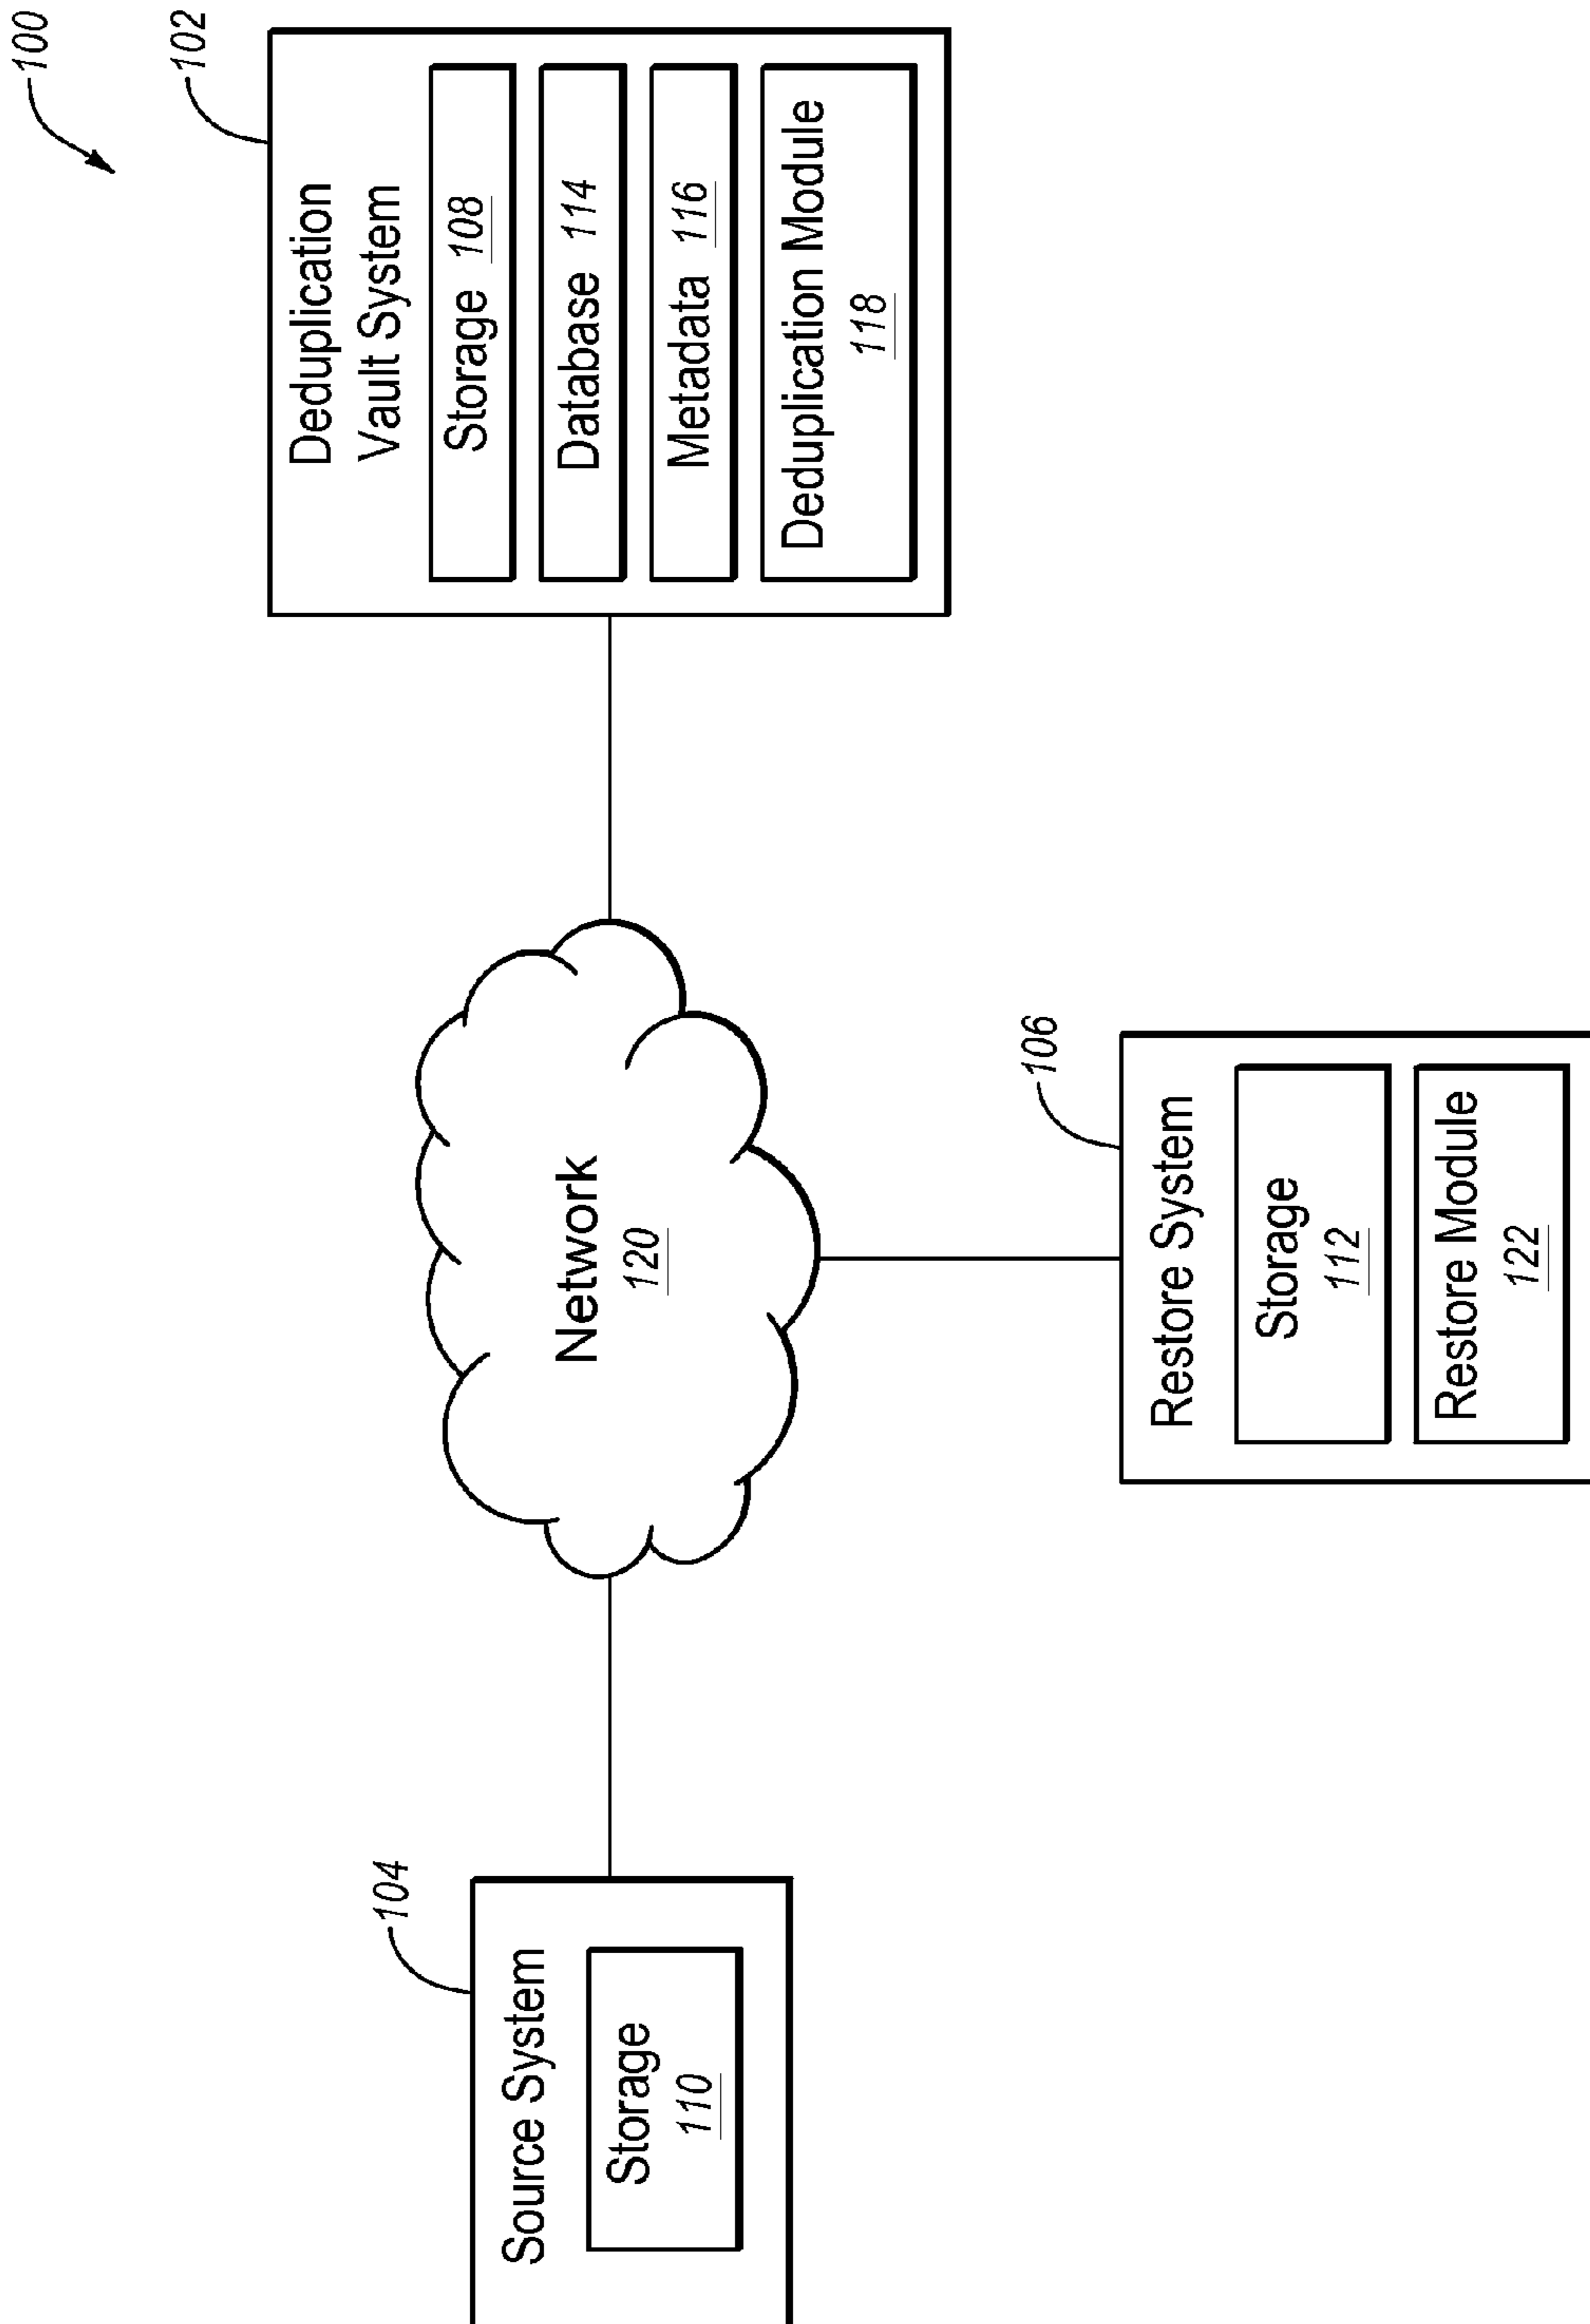 100
102
Deduplication
Vault System
Storage 108
Database 114
Metadata 116
Deduplication Module
118
104
Source System
Storage
110
Network
120
106
Restore System
Storage
112
Restore Module
122